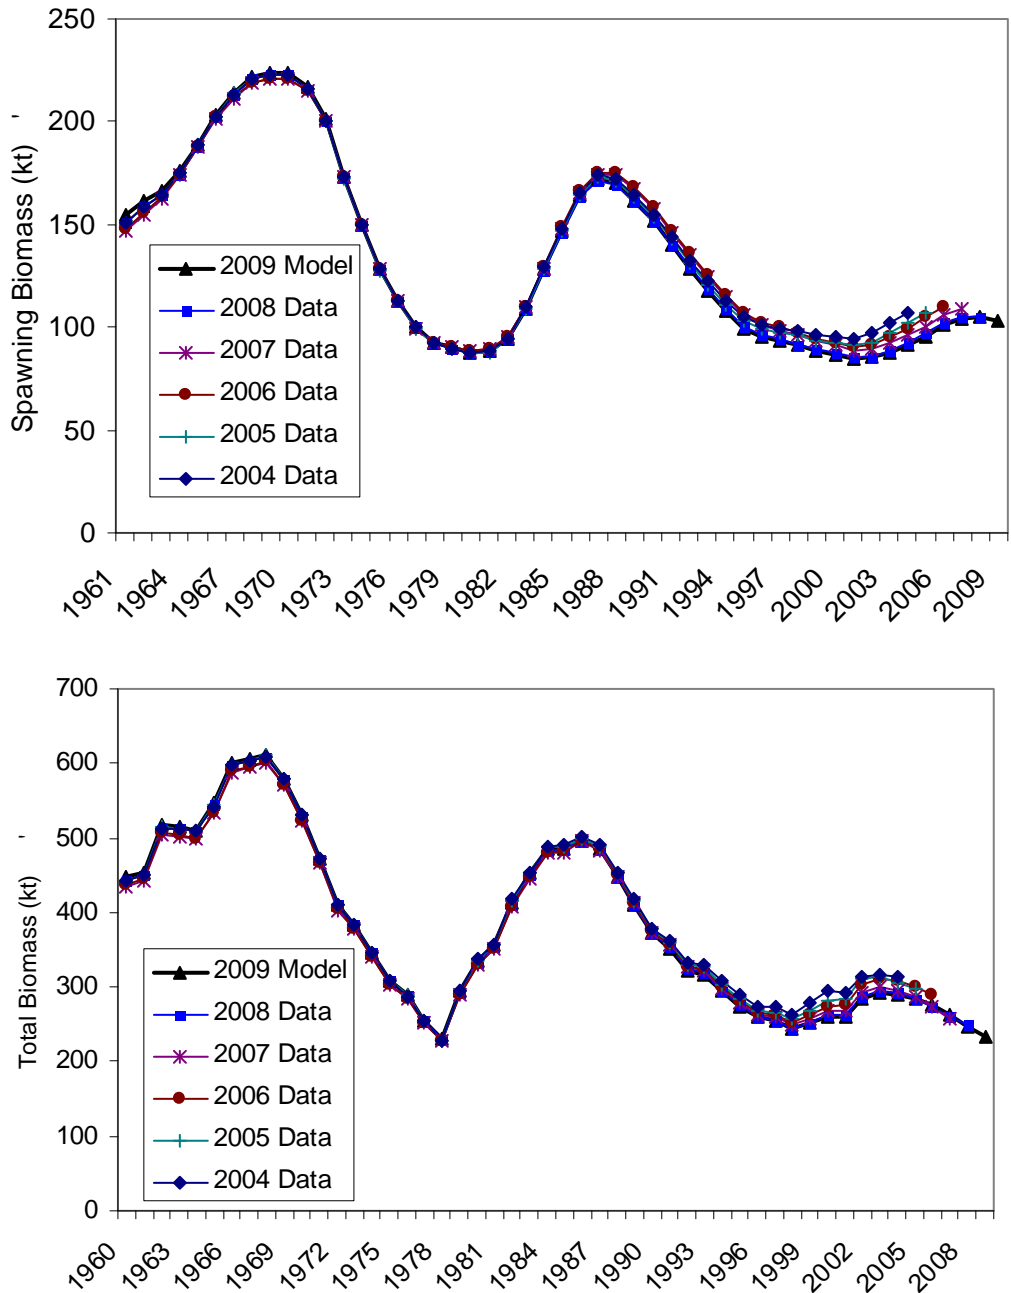 250
200
150
100
50
0
Spawning Biomass (kt) '
2009 Model
2008 Data
2007 Data
2006 Data
2005 Data
2004 Data
1961 1964 1967 1970 1973 1976 1979 1982 1985 1988 1991 1994 1997 2000 2003 2006 2009
700
600
500
400
300
200
100
0
Total Biomass (kt) '
2009 Model
2008 Data
2007 Data
2006 Data
2005 Data
2004 Data
1960 1963 1966 1969 1972 1975 1978 1981 1984 1987 1990 1993 1996 1999 2002 2005 2008